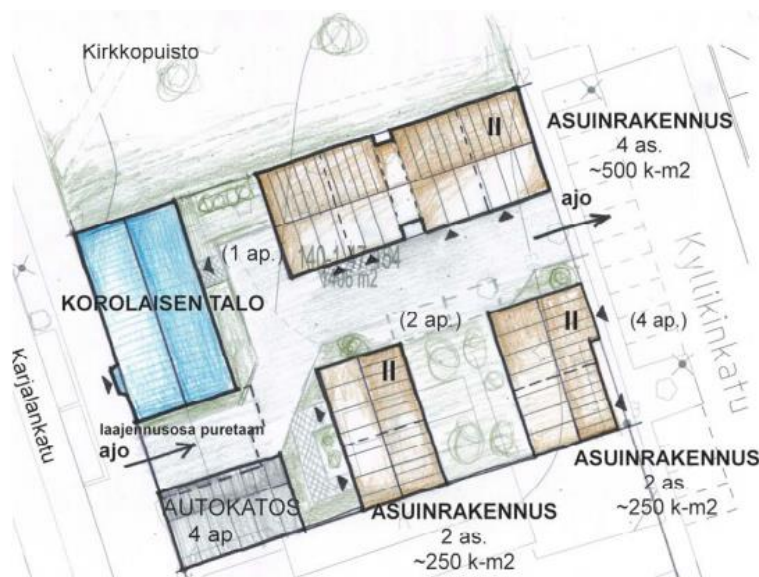 Kirkkopuisto
II
ASUINRAKENNUS
4 as.
~500 k-m2
ajo
(1 ap.)
KOROLAISEN TALO
Kyllikinkatu
(2 ap.)
II
(4 ap.)
II
Karjalankatu
laajennusosa puretaan
ajo
AUTOKATOS
4 ap
ASUINRAKENNUS
2 as.
~250 k-m2
ASUINRAKENNUS
2 as.
~250 k-m2